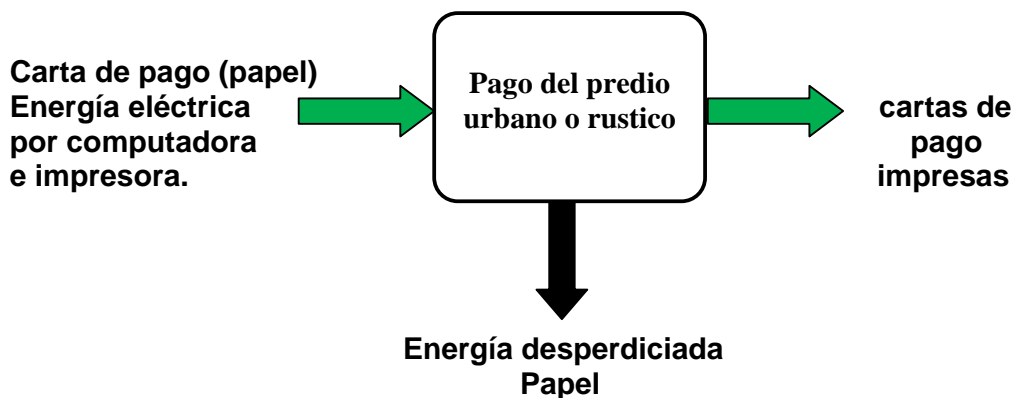 Carta de pago (papel)
Energía eléctrica
por computadora
e impresora.
Pago del predio
urbano o rustico
cartas de
pago
impresas
Energía desperdiciada
Papel